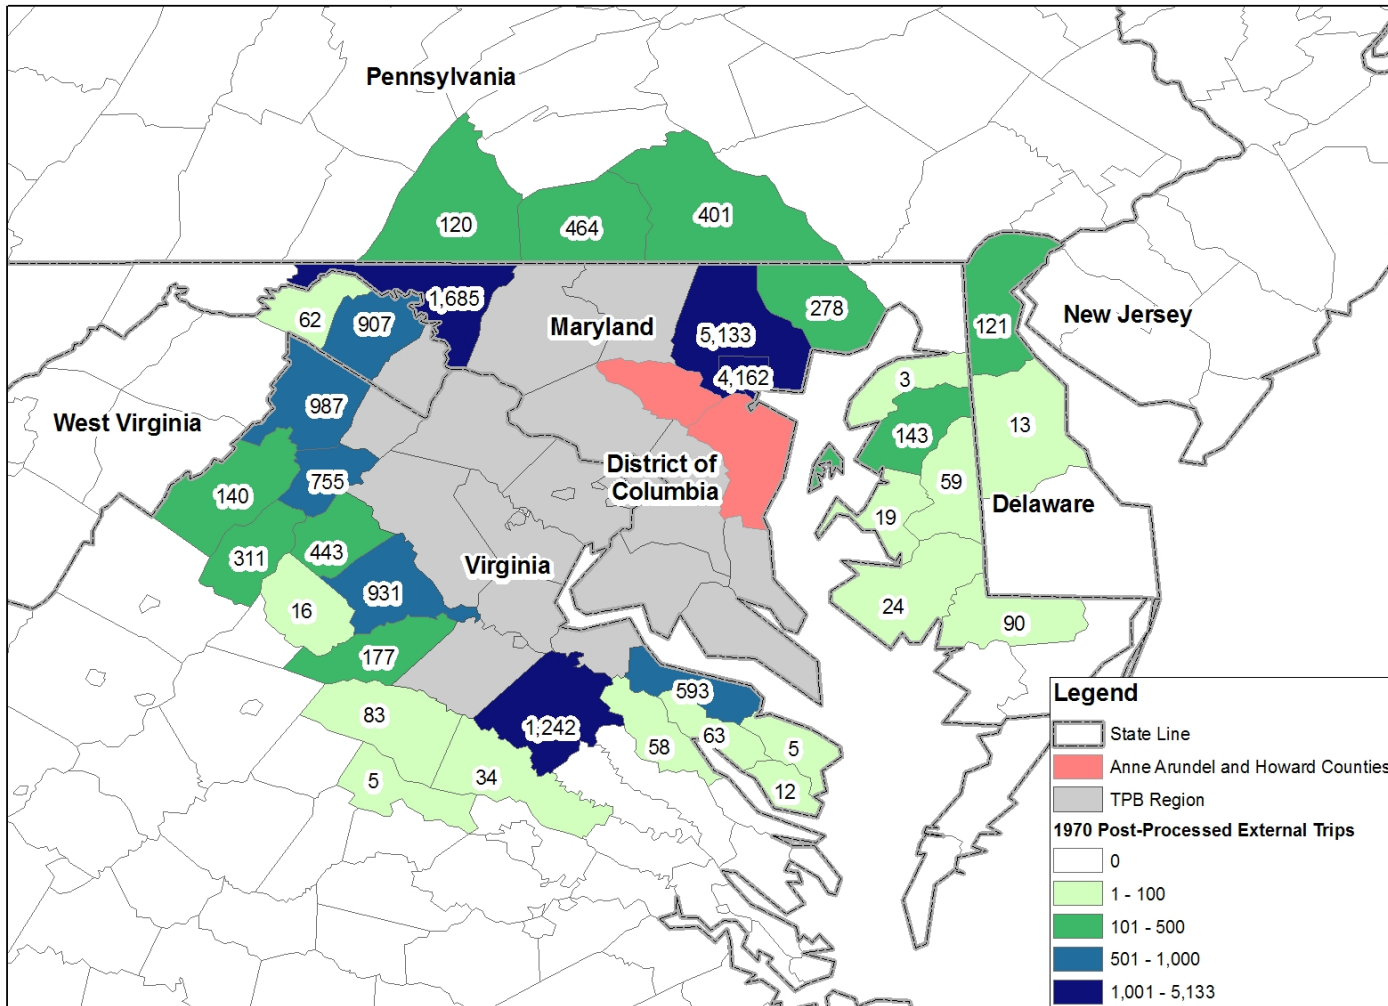 Pennsylvania
120
464
401
1,685
62
907
Maryland
5,133
278
4,162
121
New Jersey
3
987
West Virginia
143
13
District of
Columbia
755
59
140
19
Delaware
443
311
Virginia
931
16
24
90
177
593
83
1,242
63
58
5
34
5
12
Legend
State Line
Anne Arundel and Howard Counties
TPB Region
1970 Post-Processed External Trips
0
1 - 100
101 - 500
501 - 1,000
1,001 - 5,133